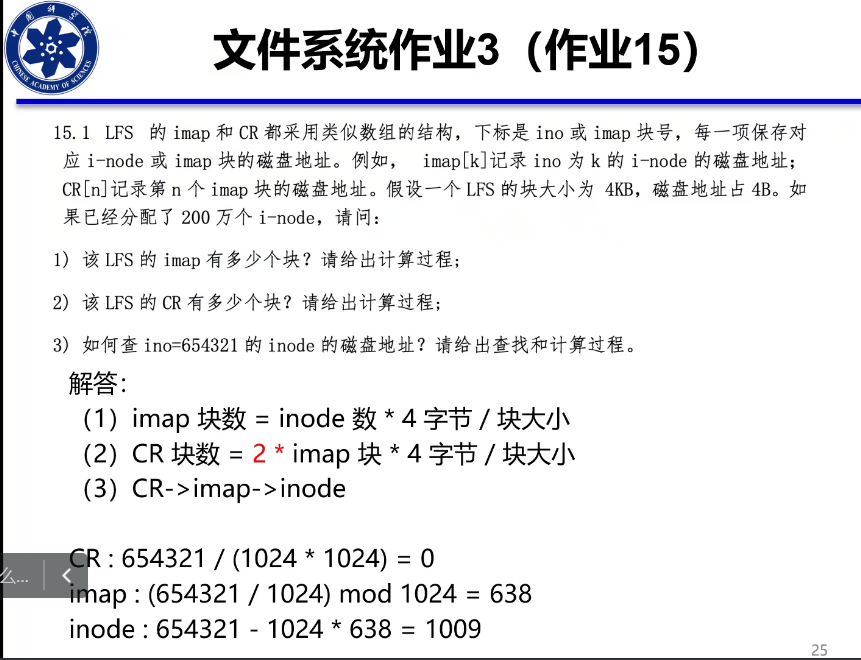 中国科学院
CHINESE ACADEMY OF SCIENCES
文件系统作业3（作业15）
15.1 LFS 的 imap 和 CR 都采用类似数组的结构，下标是 ino 或 imap 块号，每一项保存对
应 i-node 或 imap 块的磁盘地址。例如， imap[k]记录 ino 为 k 的 i-node 的磁盘地址；
CR[n]记录第 n 个 imap 块的磁盘地址。假设一个 LFS 的块大小为 4KB，磁盘地址占 4B。如
果已经分配了 200 万个 i-node，请问：
1) 该 LFS 的 imap 有多少个块？请给出计算过程；
2) 该 LFS 的 CR 有多少个块？请给出计算过程；
3) 如何查 ino=654321 的 inode 的磁盘地址？请给出查找和计算过程。
解答：
（1）imap 块数 = inode 数 * 4 字节 / 块大小
（2）CR 块数 = 2 * imap 块 * 4 字节 / 块大小
（3）CR->imap->inode
CR : 654321 / (1024 * 1024) = 0
么...
imap : (654321 / 1024) mod 1024 = 638
inode : 654321 - 1024 * 638 = 1009
25